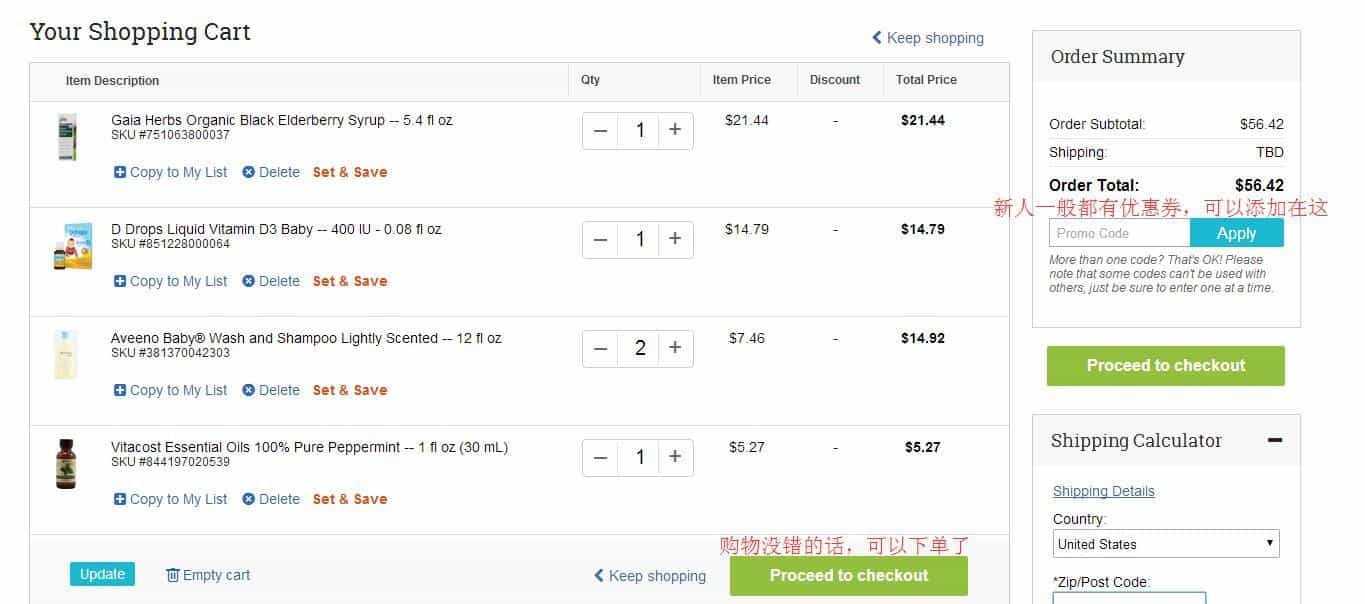 Your Shopping Cart
Keep shopping
Item Description Qty Item Price Discount Total Price
Gaia Herbs Organic Black Elderberry Syrup -- 5.4 fl oz
SKU #751063800037
1 $21.44 - $21.44
Copy to My List Delete Set & Save
D Drops Liquid Vitamin D3 Baby -- 400 IU - 0.08 fl oz
SKU #851228000064
1 $14.79 - $14.79
Copy to My List Delete Set & Save
Aveeno Baby® Wash and Shampoo Lightly Scented -- 12 fl oz
SKU #381370042303
2 $7.46 - $14.92
Copy to My List Delete Set & Save
Vitacost Essential Oils 100% Pure Peppermint -- 1 fl oz (30 mL)
SKU #844197020539
1 $5.27 - $5.27
Copy to My List Delete Set & Save
购物没错的话，可以下单了
Update Empty cart Keep shopping Proceed to checkout
Order Summary
Order Subtotal: $56.42
Shipping: TBD
Order Total: $56.42
新人一般都有优惠券，可以添加在这
Promo Code Apply
More than one code? That's OK! Please
note that some codes can't be used with
others, just be sure to enter one at a time.
Proceed to checkout
Shipping Calculator
Shipping Details
Country:
United States
*Zip/Post Code: